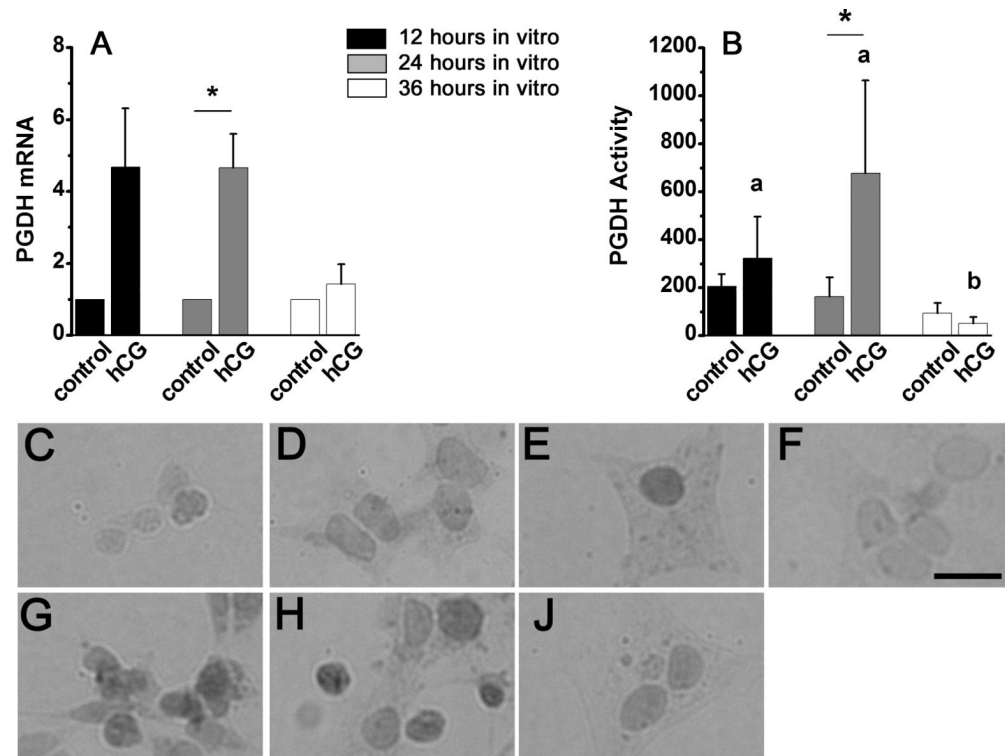 A
PGDH mRNA
8
6
4
2
0
*
control
hCG
control
hCG
control
hCG
12 hours in vitro
24 hours in vitro
36 hours in vitro
B
PGDH Activity
1200
1000
800
600
400
200
0
*
a
a
b
control
hCG
control
hCG
control
hCG
C
D
E
F
G
H
J